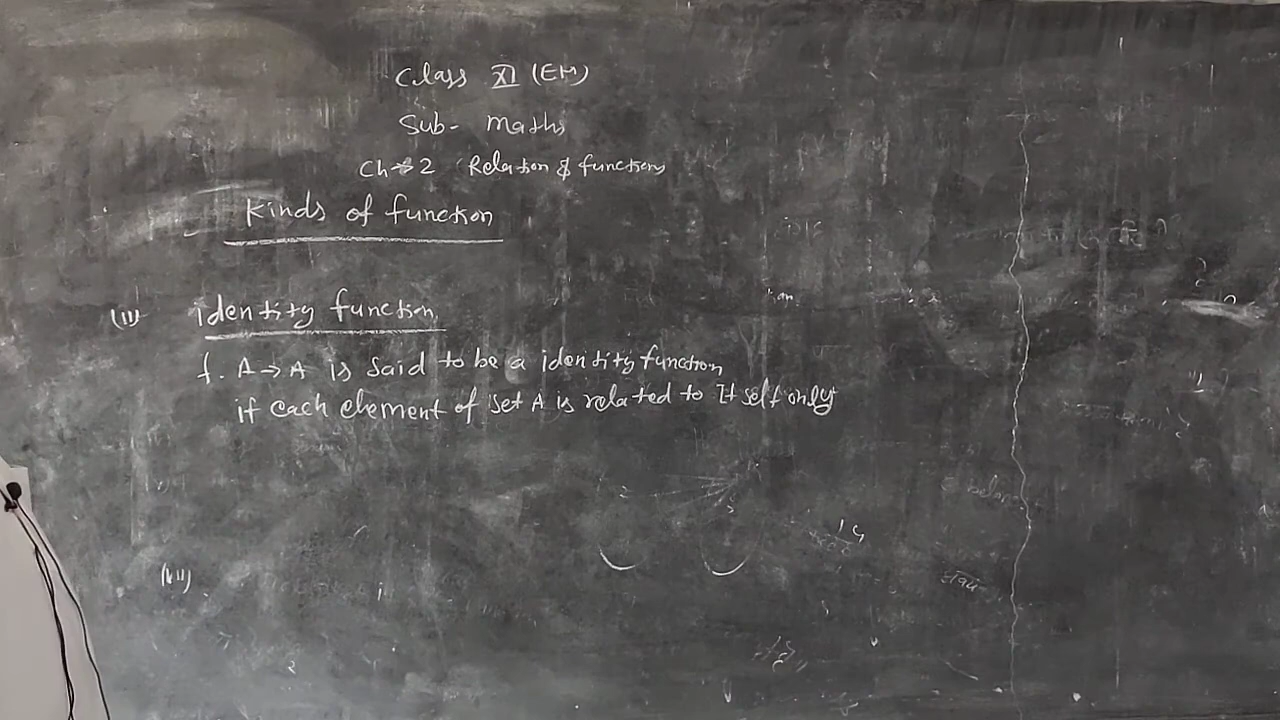 Class XI (EM)
Sub- Maths
Ch→2 Relation & functions
Kinds of function
(II) identity function
f. A→A is said to be a identity function
if each element of set A is related to It self only
(III)